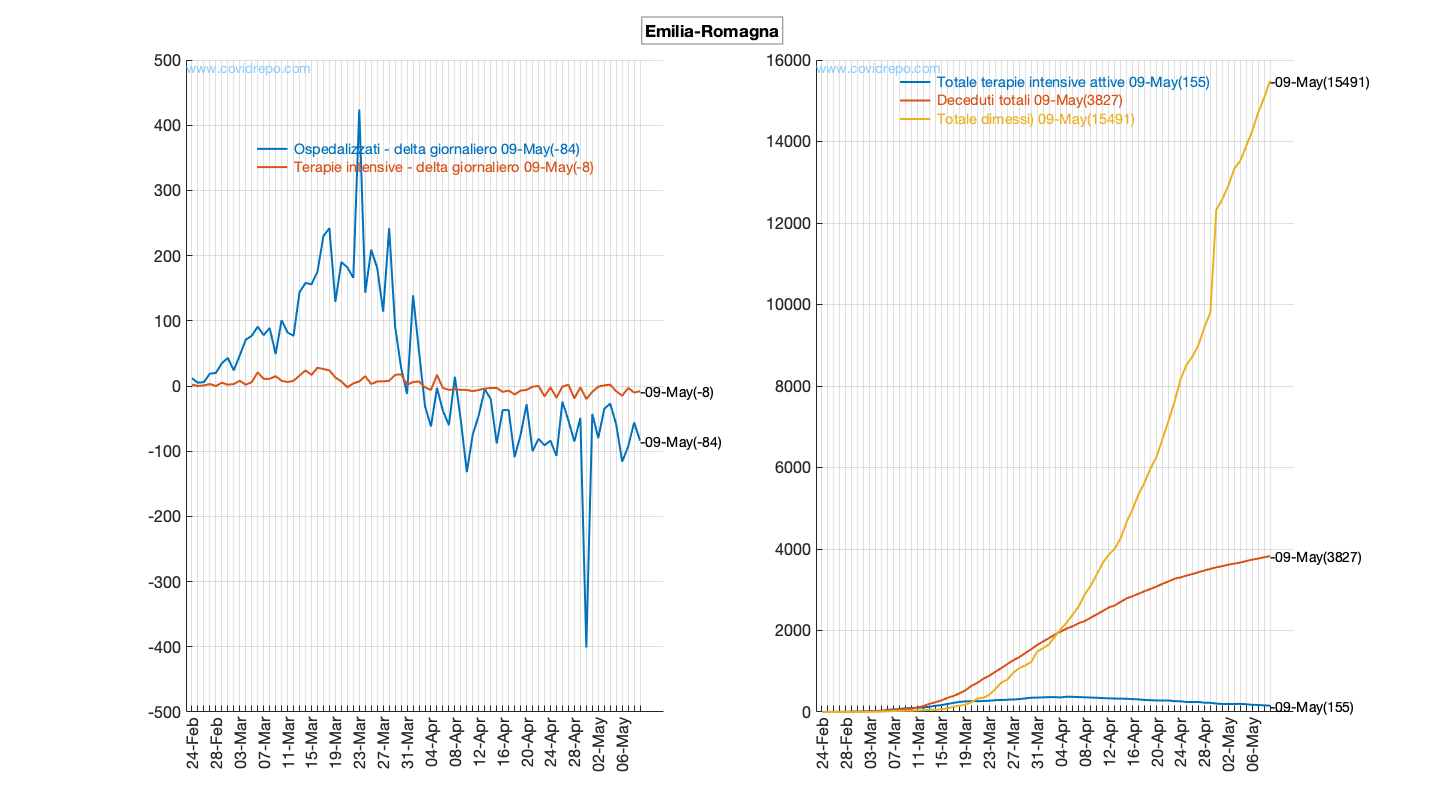 Emilia-Romagna
www.covidrepo.com
Ospedalizzati - delta giornaliero 09-May(-84)
Terapie intensive - delta giornaliero 09-May(-8)
500
400
300
200
100
0
-100
-200
-300
-400
-500
-09-May(-8)
-09-May(-84)
24-Feb
28-Feb
03-Mar
07-Mar
11-Mar
15-Mar
19-Mar
23-Mar
27-Mar
31-Mar
04-Apr
08-Apr
12-Apr
16-Apr
20-Apr
24-Apr
28-Apr
02-May
06-May
www.covidrepo.com
Totale terapie intensive attive 09-May(155)
Deceduti totali 09-May(3827)
Totale dimessi) 09-May(15491)
16000
14000
12000
10000
8000
6000
4000
2000
0
-09-May(15491)
-09-May(3827)
-09-May(155)
24-Feb
28-Feb
03-Mar
07-Mar
11-Mar
15-Mar
19-Mar
23-Mar
27-Mar
31-Mar
04-Apr
08-Apr
12-Apr
16-Apr
20-Apr
24-Apr
28-Apr
02-May
06-May